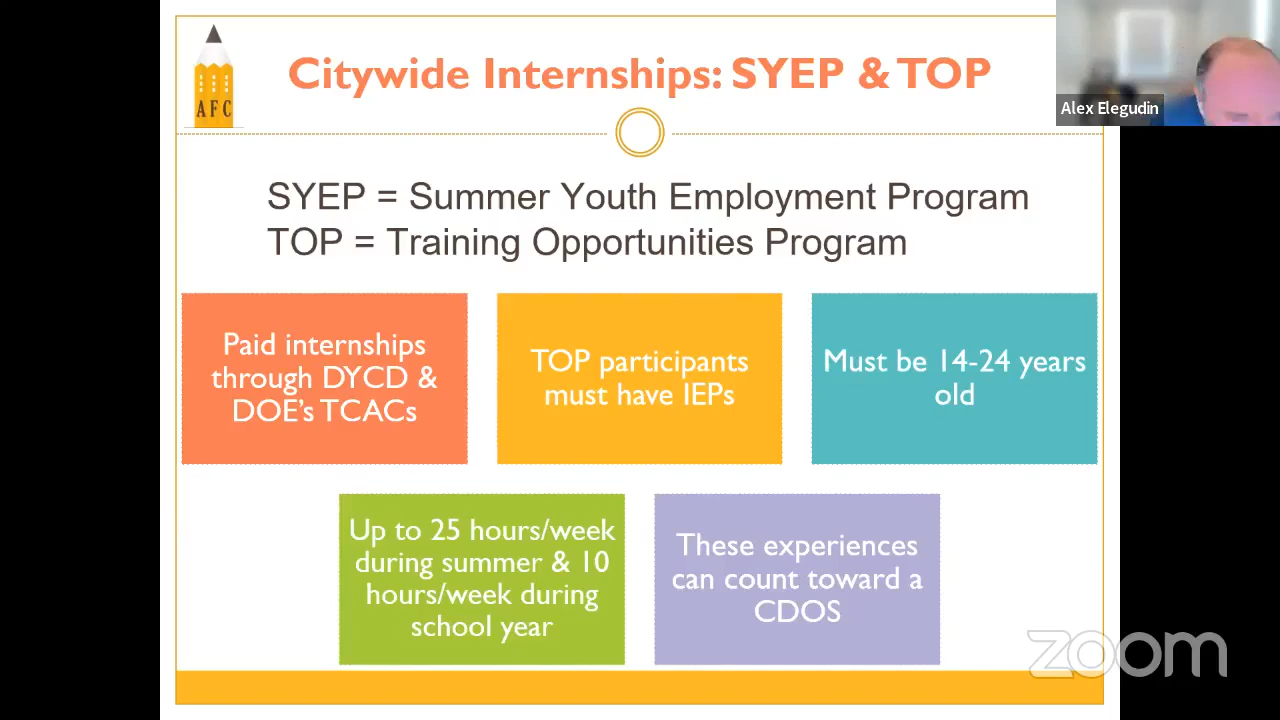 Citywide Internships: SYEP & TOP
AFC
Alex Elegudin
SYEP = Summer Youth Employment Program
TOP = Training Opportunities Program
Paid internships
through DYCD &
DOE's TCACs
TOP participants
must have IEPs
Must be 14-24 years
old
Up to 25 hours/week
during summer & 10
hours/week during
school year
These experiences
can count toward a
CDOS
zoom